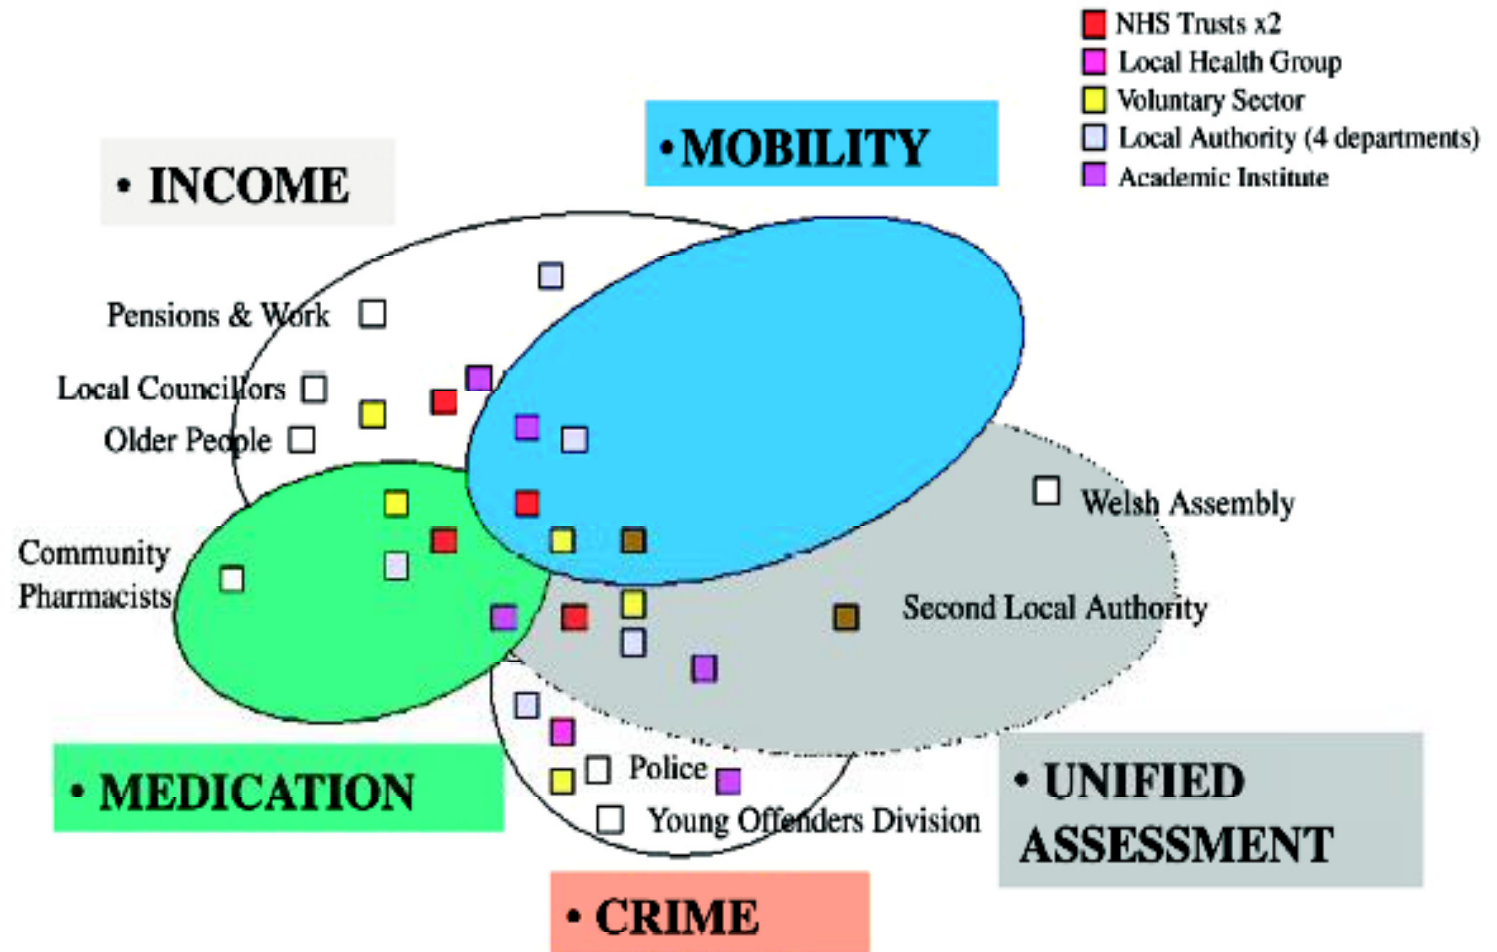 NHS Trusts x2
Local Health Group
Voluntary Sector
Local Authority (4 departments)
Academic Institute
• MOBILITY
• INCOME
Pensions & Work
Local Councillors
Older People
Welsh Assembly
Community
Pharmacists
Second Local Authority
• MEDICATION
Police
Young Offenders Division
• UNIFIED
ASSESSMENT
• CRIME